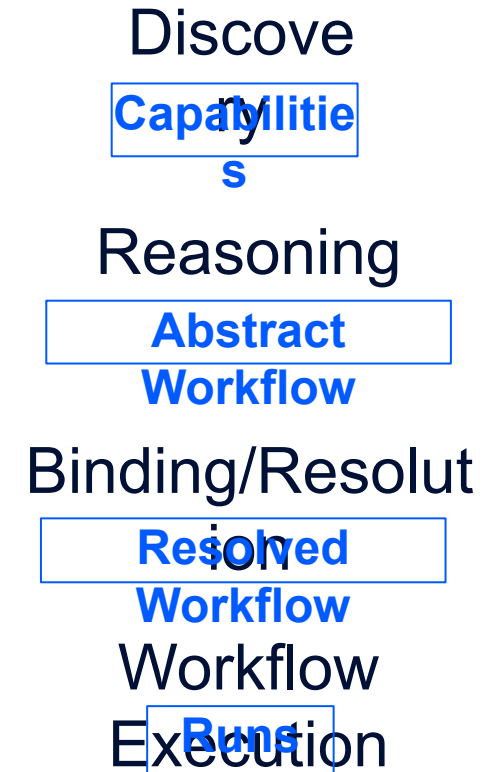 Discove
ry
Capabilitie
s
Reasoning
Abstract
Workflow
Binding/Resolut
ion
Resolved
Workflow
Workflow
Execution
Runs